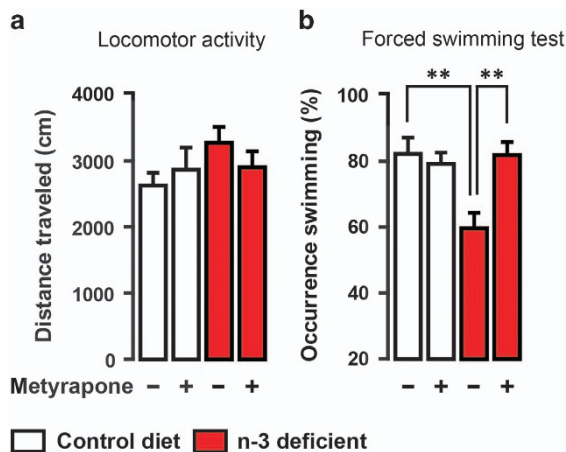 a
Locomotor activity
Distance traveled (cm)
4000
3000
2000
1000
0
Metyrapone − + − +
b
Forced swimming test
Occurrence swimming (%)
** **
100
80
60
40
20
− + − +
Control diet n-3 deficient